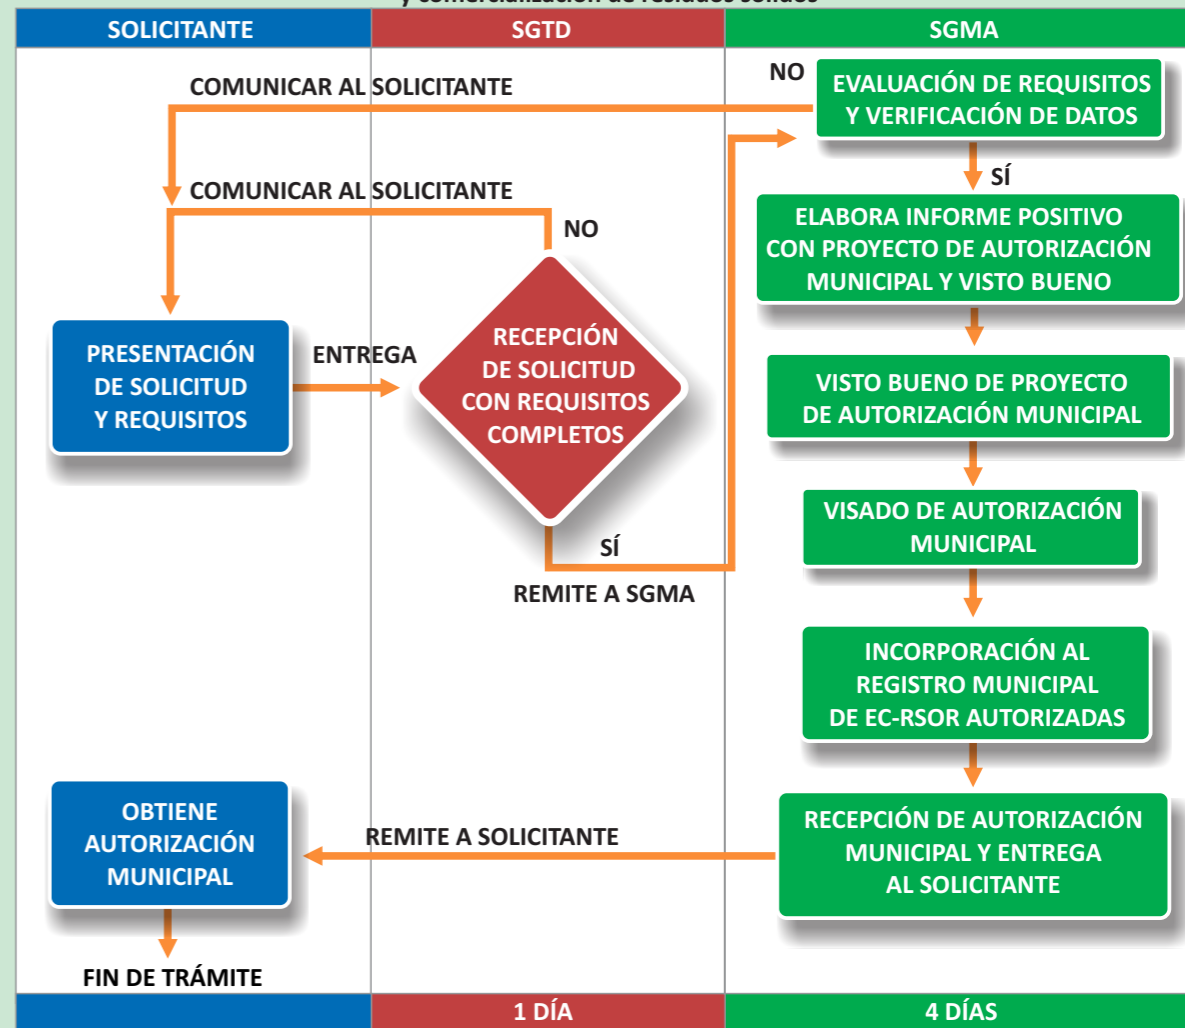 y comercialización de residuos sólidos
SOLICITANTE
SGTD
SGMA
COMUNICAR AL SOLICITANTE
NO
EVALUACIÓN DE REQUISITOS
Y VERIFICACIÓN DE DATOS
SÍ
COMUNICAR AL SOLICITANTE
NO
ELABORA INFORME POSITIVO
CON PROYECTO DE AUTORIZACIÓN
MUNICIPAL Y VISTO BUENO
PRESENTACIÓN
DE SOLICITUD
Y REQUISITOS
ENTREGA
RECEPCIÓN
DE SOLICITUD
CON REQUISITOS
COMPLETOS
VISTO BUENO DE PROYECTO
DE AUTORIZACIÓN MUNICIPAL
SÍ
REMITE A SGMA
VISADO DE AUTORIZACIÓN
MUNICIPAL
INCORPORACIÓN AL
REGISTRO MUNICIPAL
DE EC-RSOR AUTORIZADAS
RECEPCIÓN DE AUTORIZACIÓN
MUNICIPAL Y ENTREGA
AL SOLICITANTE
REMITE A SOLICITANTE
OBTIENE
AUTORIZACIÓN
MUNICIPAL
FIN DE TRÁMITE
1 DÍA
4 DÍAS